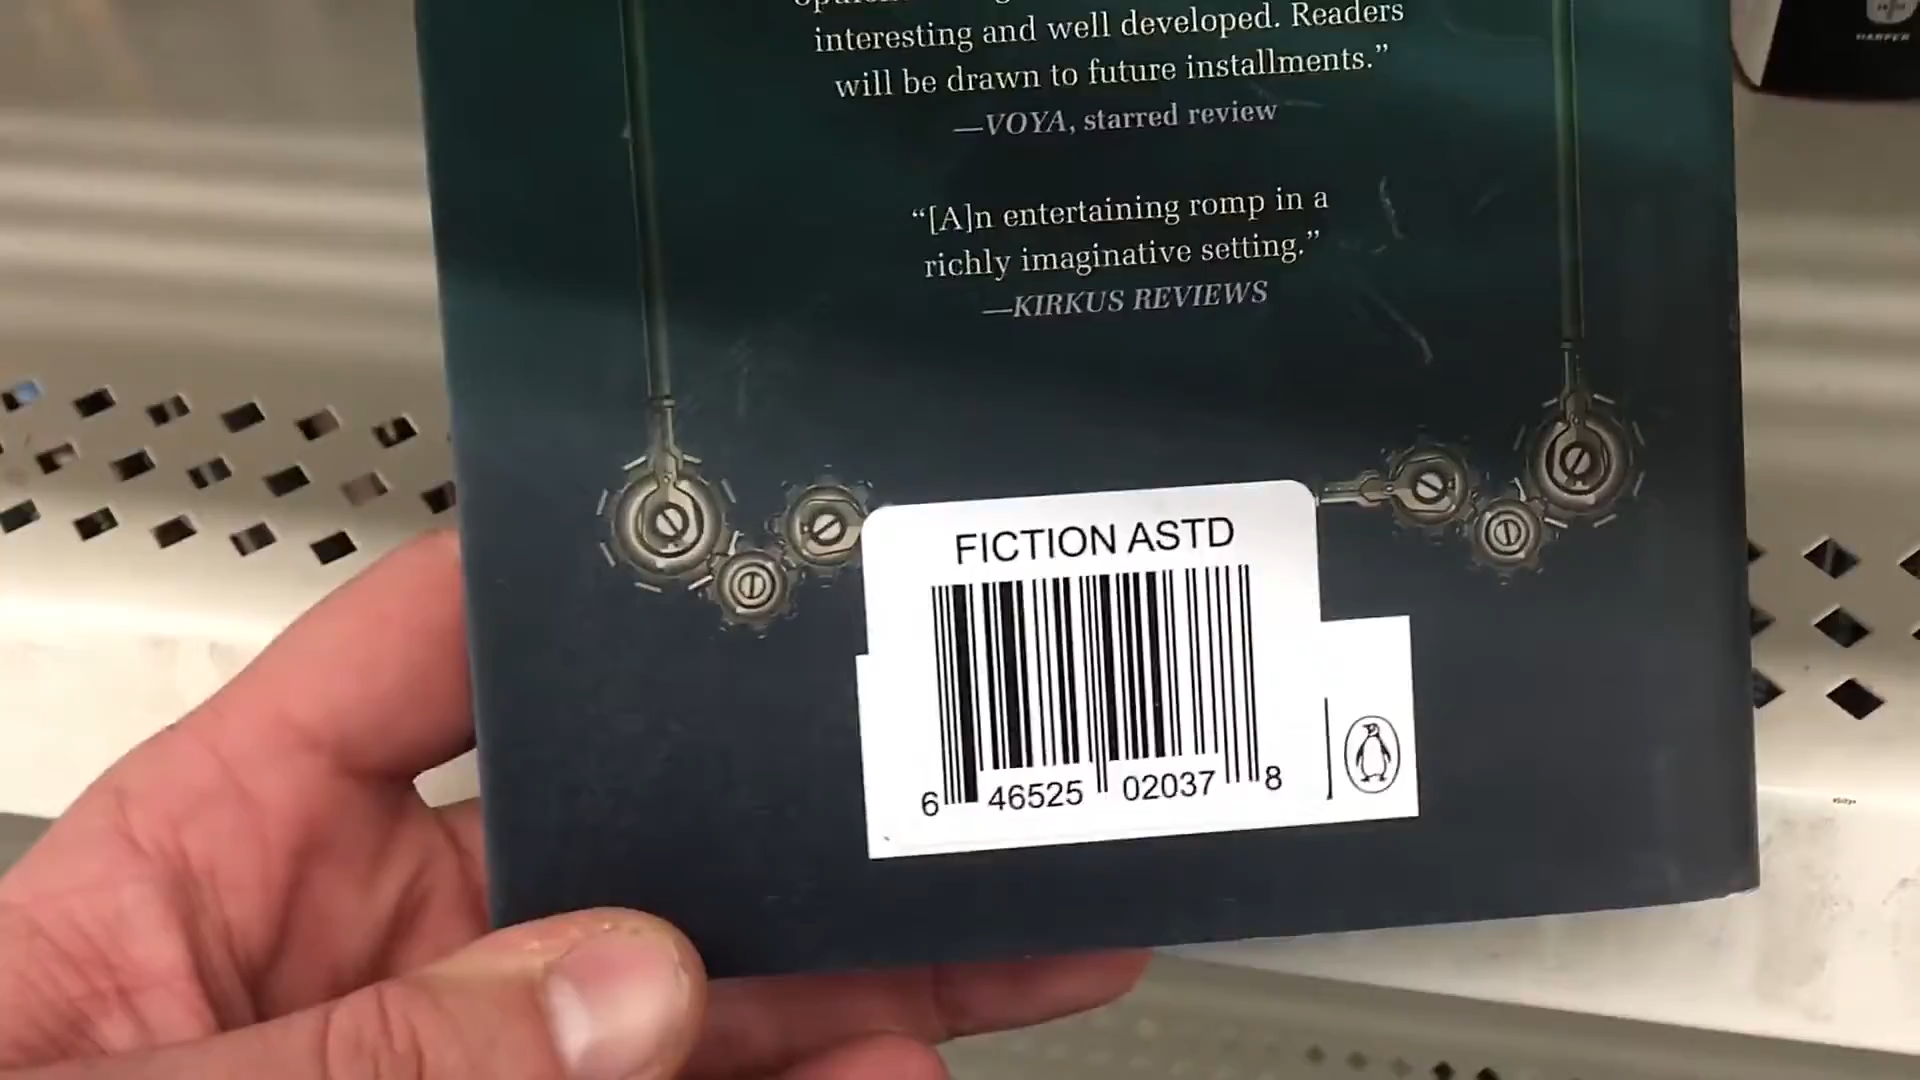 interesting and well developed. Readers
will be drawn to future installments.”
—VOYA, starred review
“[A]n entertaining romp in a
richly imaginative setting.”
—KIRKUS REVIEWS
FICTION ASTD
6 46525 02037 8
HARPER